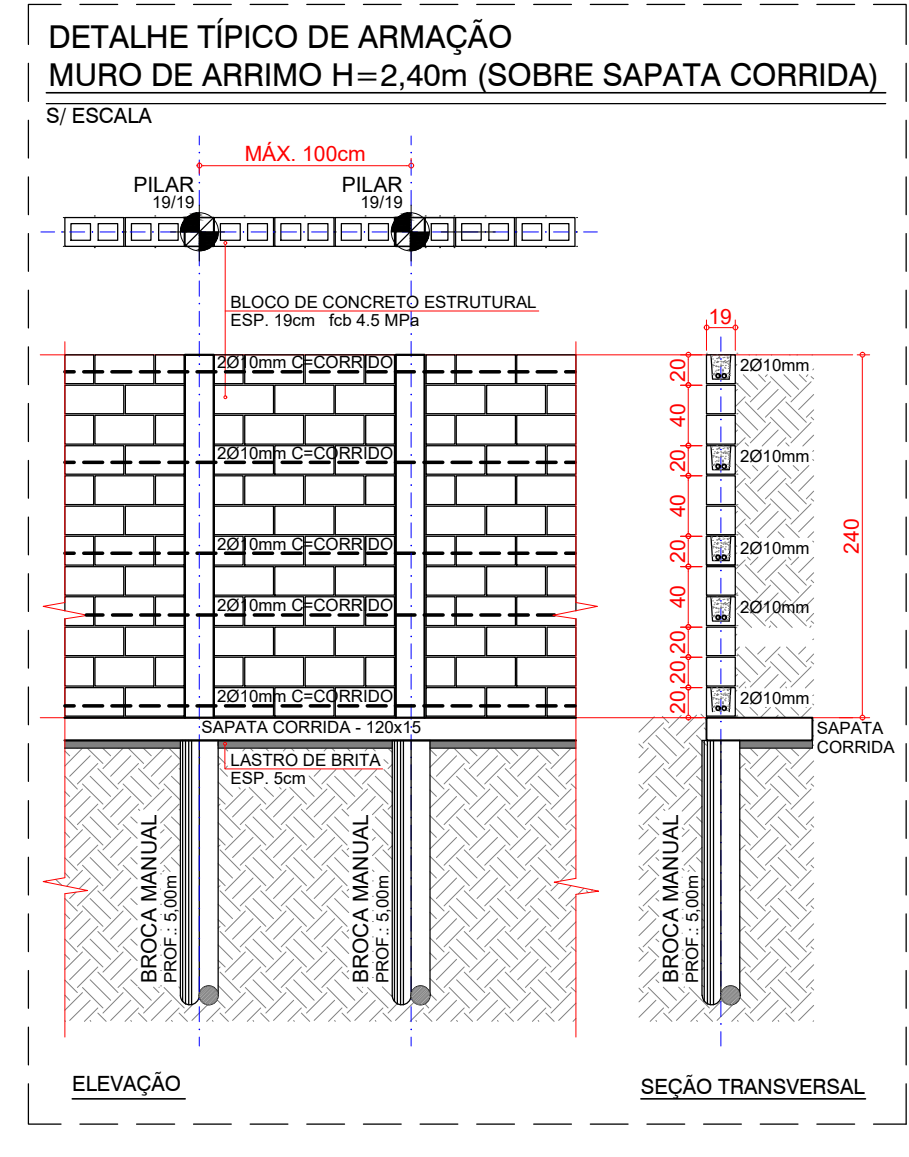 DETALHE TÍPICO DE ARMAÇÃO
MURO DE ARRIMO H=2,40m (SOBRE SAPATA CORRIDA)
S/ ESCALA
MÁX. 100cm
PILAR
19/19
PILAR
19/19
BLOCO DE CONCRETO ESTRUTURAL
ESP. 19cm fcb 4.5 MPa
2Ø10mm C=CORRIDO
2Ø10mm C=CORRIDO
2Ø10mm C=CORRIDO
2Ø10mm C=CORRIDO
2Ø10mm C=CORRIDO
SAPATA CORRIDA - 120x15
LASTRO DE BRITA
ESP. 5cm
BROCA MANUAL
PROF.: 5,00m
BROCA MANUAL
PROF.: 5,00m
ELEVAÇÃO
19
20
40
20
40
20
40
20
20
20
2Ø10mm
2Ø10mm
2Ø10mm
2Ø10mm
2Ø10mm
240
SAPATA
CORRIDA
BROCA MANUAL
PROF.: 5,00m
SEÇÃO TRANSVERSAL